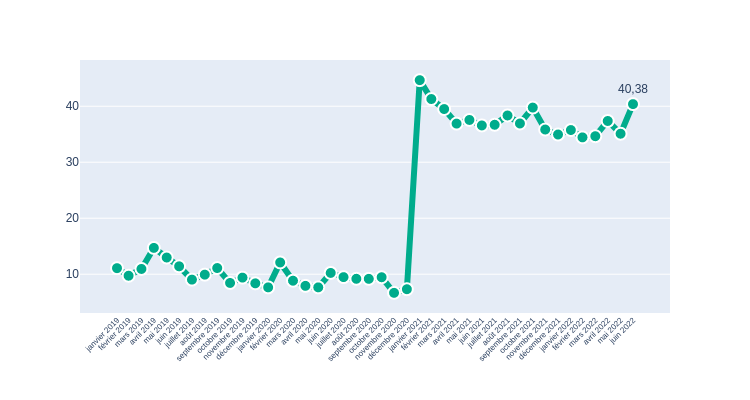 40,38
40
30
20
10
janvier 2019
février 2019
mars 2019
avril 2019
mai 2019
juin 2019
juillet 2019
août 2019
septembre 2019
octobre 2019
novembre 2019
décembre 2019
janvier 2020
février 2020
mars 2020
avril 2020
mai 2020
juin 2020
juillet 2020
août 2020
septembre 2020
octobre 2020
novembre 2020
décembre 2020
janvier 2021
février 2021
mars 2021
avril 2021
mai 2021
juin 2021
juillet 2021
août 2021
septembre 2021
octobre 2021
novembre 2021
décembre 2021
janvier 2022
février 2022
mars 2022
avril 2022
mai 2022
juin 2022